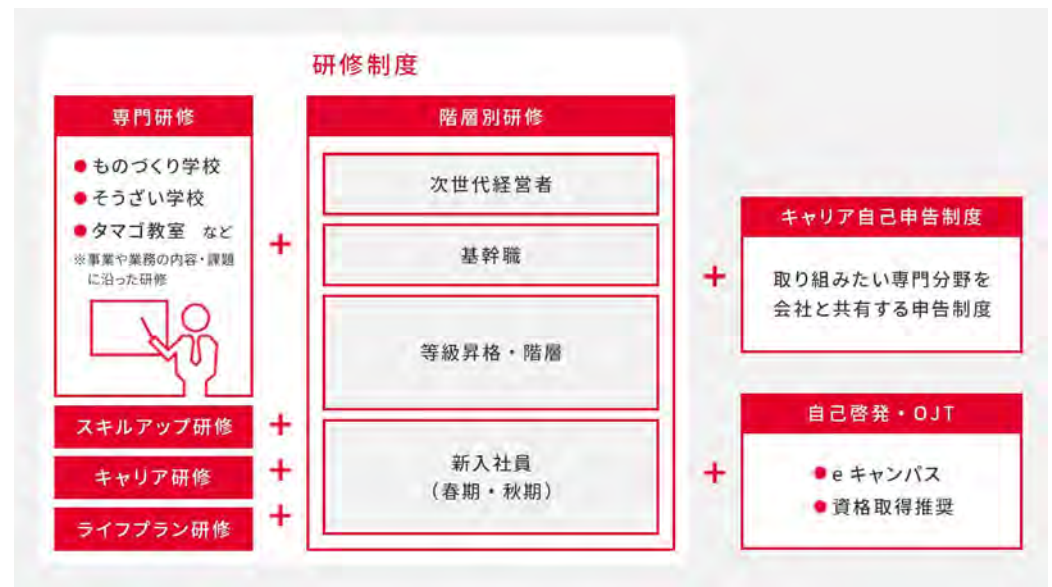 研修制度
専門研修
●ものづくり学校
●そうざい学校
●タマゴ教室 など
※事業や業務の内容・課題
に沿った研修
スキルアップ研修
キャリア研修
ライフプラン研修
+
+
+
+
階層別研修
次世代経営者
基幹職
等級昇格・階層
新入社員
(春期・秋期)
+
キャリア自己申告制度
取り組みたい専門分野を
会社と共有する申告制度
+
自己啓発・OJT
●e キャンパス
●資格取得推奨